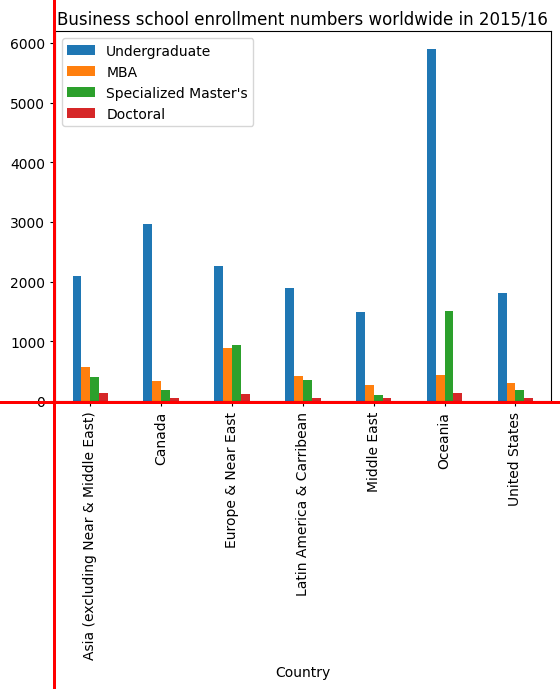 Business school enrollment numbers worldwide in 2015/16
6000
5000
4000
3000
2000
1000
0
Undergraduate
MBA
Specialized Master's
Doctoral
Asia (excluding Near & Middle East)
Canada
Europe & Near East
Latin America & Carribean
Middle East
Oceania
United States
Country